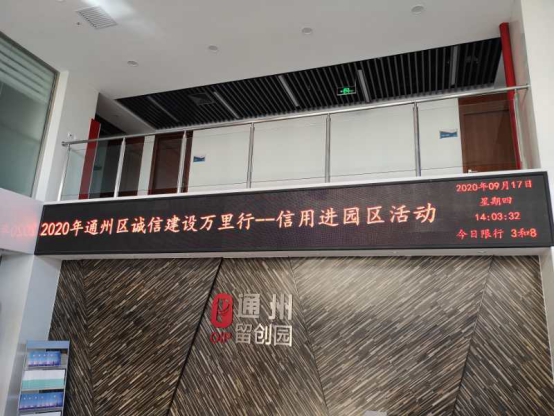 2020年通州区诚信建设万里行--信用进园区活动
2020年09月17日
星期四
14:03:32
今日限行 3和8
通州
留创园